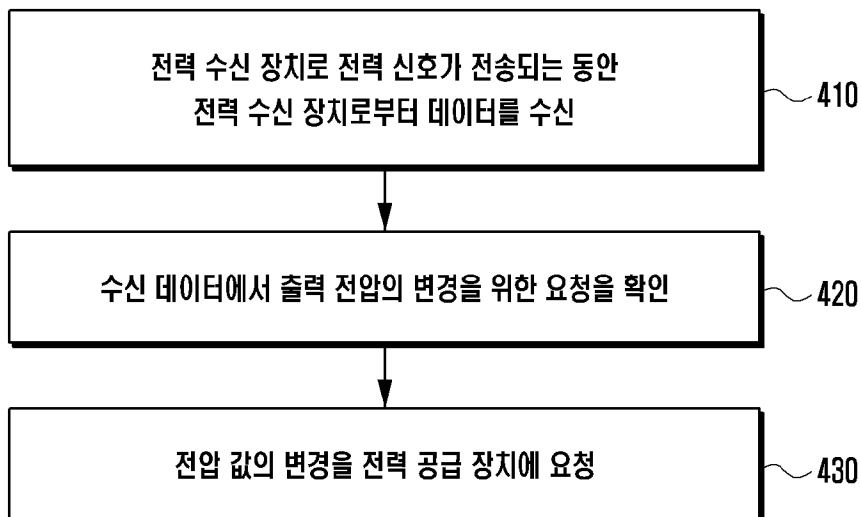 전력 수신 장치로 전력 신호가 전송되는 동안
전력 수신 장치로부터 데이터를 수신
410
수신 데이터에서 출력 전압의 변경을 위한 요청을 확인
420
전압 값의 변경을 전력 공급 장치에 요청
430